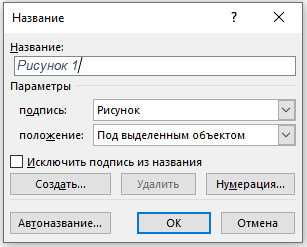 Название
? ×
Название:
Рисунок 1
Параметры
подпись: Рисунок
положение: Под выделенным объектом
Исключить подпись из названия
Создать... Удалить Нумерация...
Автоназвание... ОК Отмена